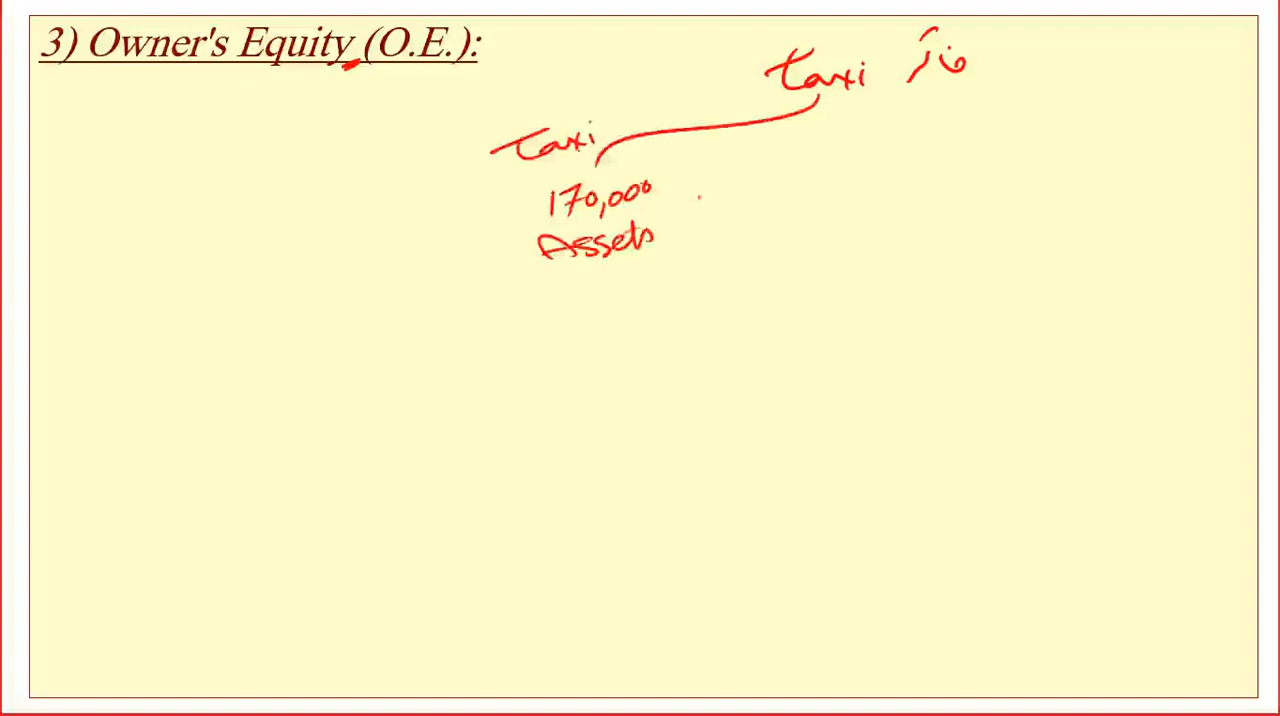 3) Owner's Equity (O.E.):
taxi
Taxi
170,000
Assets